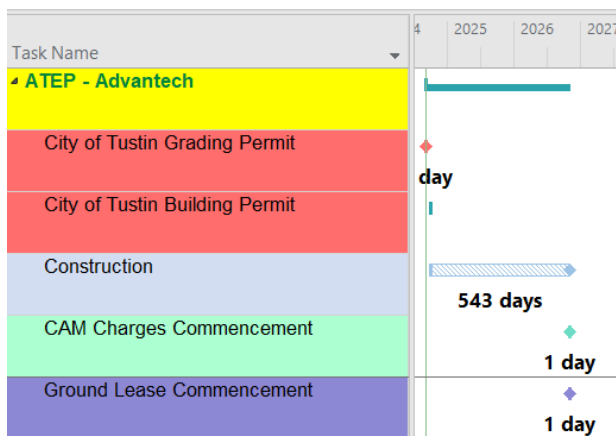 4 2025 2026 2027
Task Name
ATEP - Advantech
City of Tustin Grading Permit
day
City of Tustin Building Permit
Construction
543 days
CAM Charges Commencement
1 day
Ground Lease Commencement
1 day